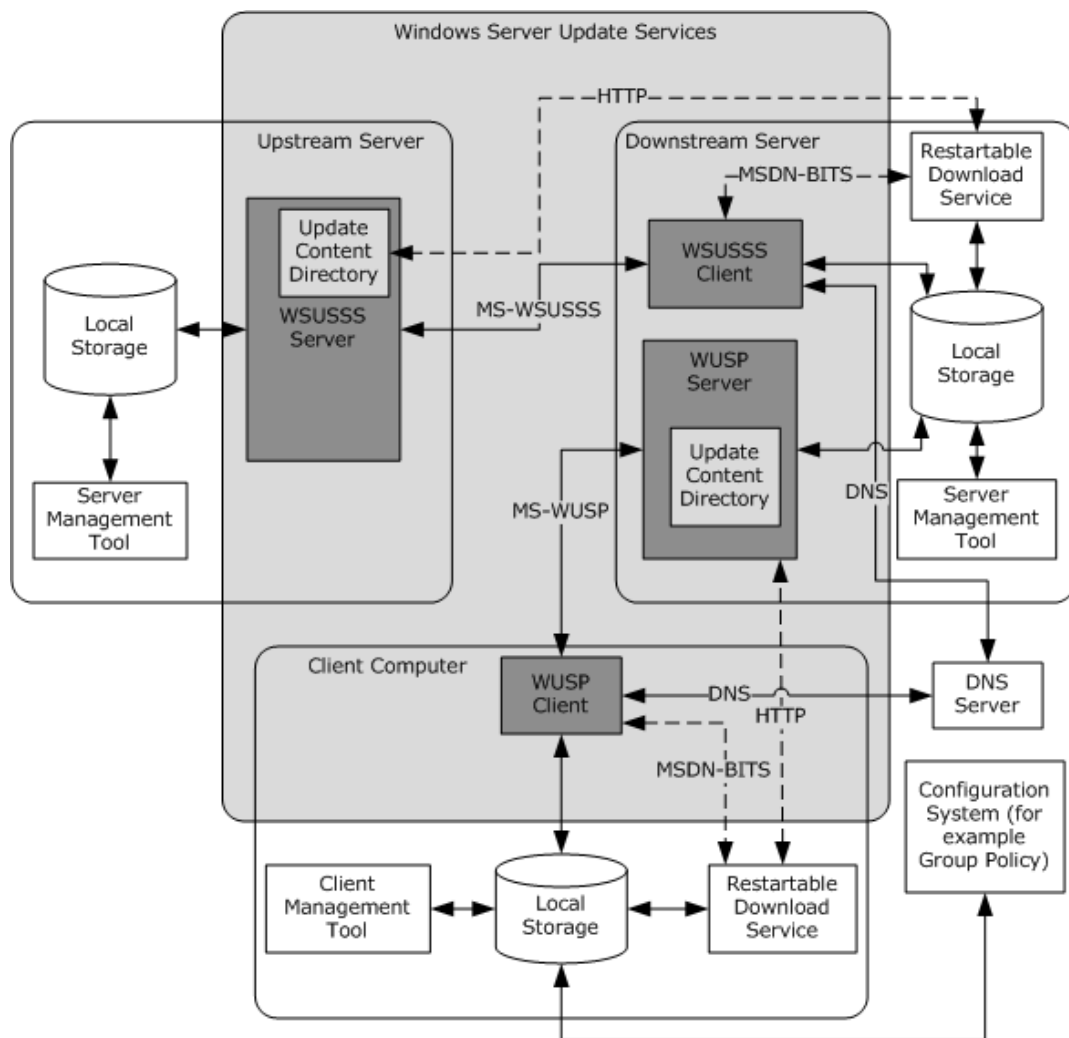 Windows Server Update Services
HTTP
Upstream Server
Downstream Server
Restartable
Download
Service
MSDN-BITS
Update
Content
Directory
WSUSSS
Server
WSUSSS
Client
MS-WSUSSS
Local
Storage
Local
Storage
WUSP
Server
Update
Content
Directory
Server
Management
Tool
MS-WUSP
DNS
Server
Management
Tool
Client Computer
WUSP
Client
DNS
HTTP
DNS
Server
MSDN-BITS
Configuration
System (for
example
Group Policy)
Client
Management
Tool
Local
Storage
Restartable
Download
Service